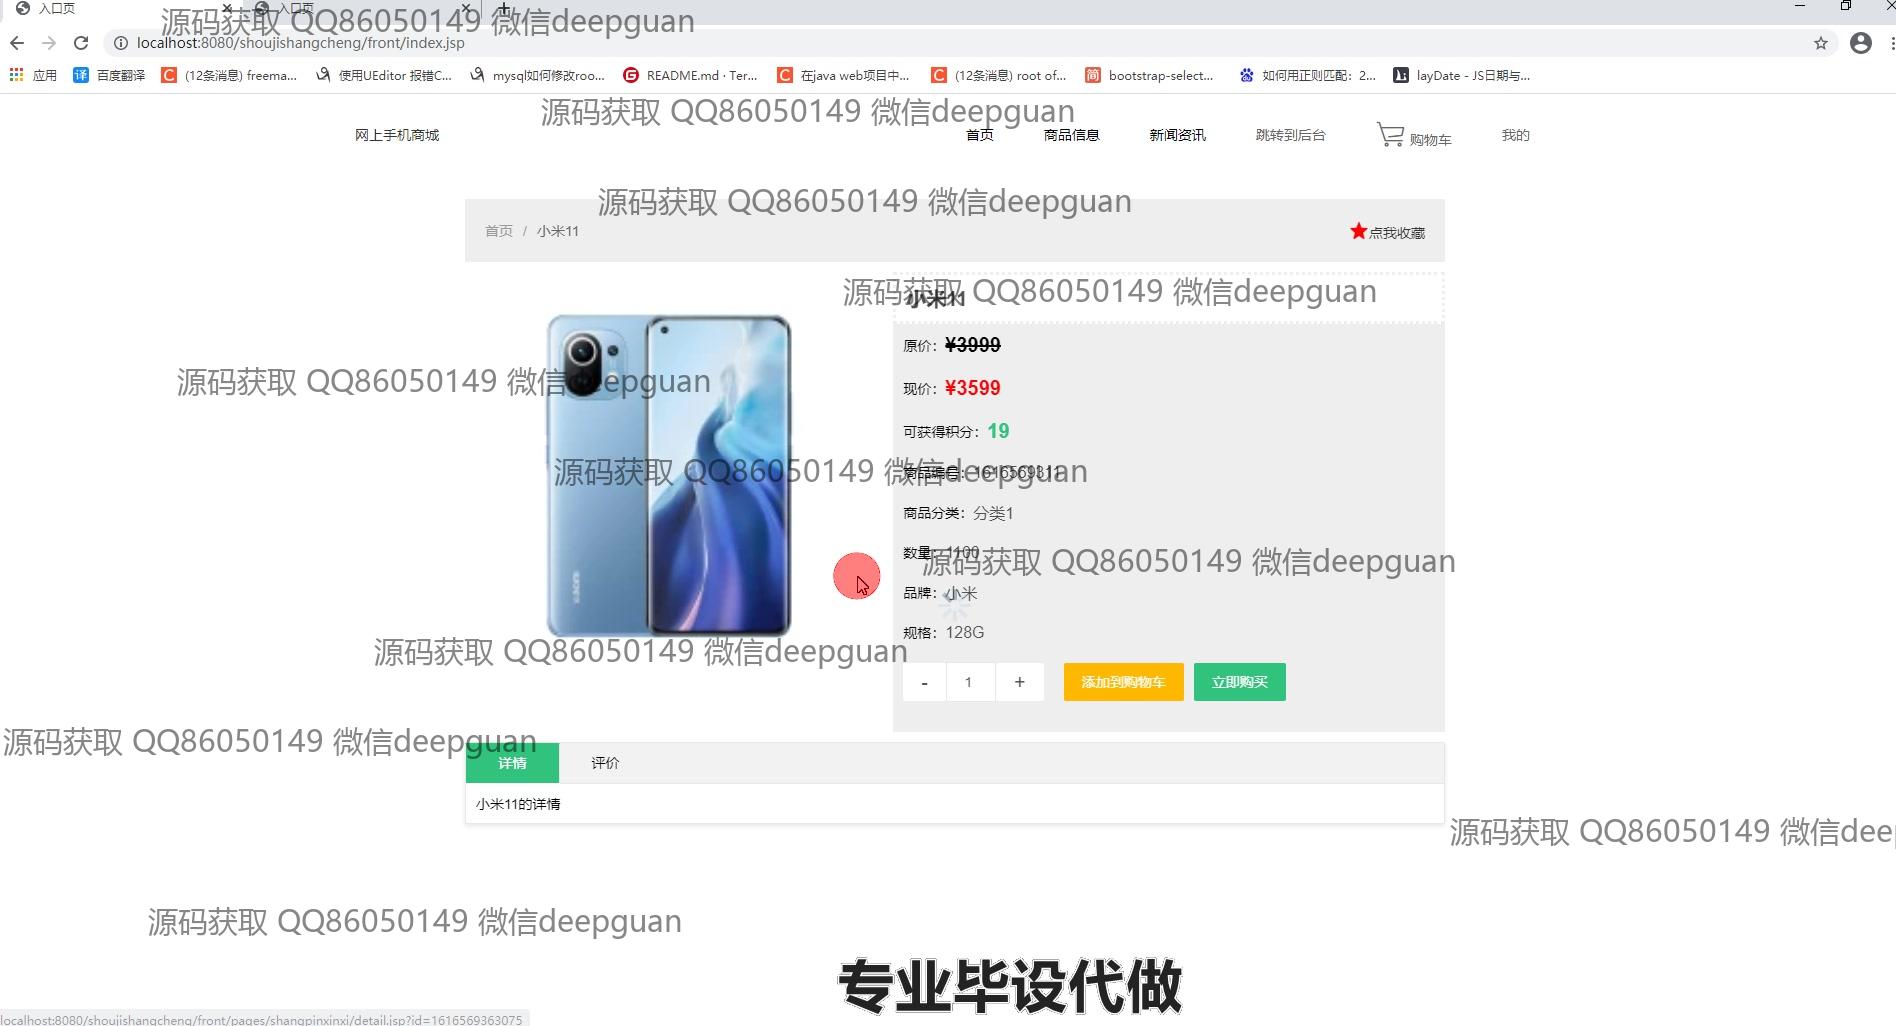 入口页
入口页
源码获取 QQ86050149 微信deepguan
localhost:8080/shoujishangcheng/front/index.jsp
应用
百度翻译
(12条消息) freema...
使用UEditor 报错C...
mysql如何修改roo...
README.md · Ter...
在java web项目中...
(12条消息) root of...
bootstrap-select...
如何用正则匹配：2...
layDate - JS日期与...
源码获取 QQ86050149 微信deepguan
网上手机商城
首页
商品信息
新闻资讯
跳转到后台
购物车
我的
源码获取 QQ86050149 微信deepguan
首页 / 小米11
点我收藏
源码获取 QQ86050149 微信deepguan
小米11
原价：¥3999
源码获取 QQ86050149 微信deepguan
现价：¥3599
可获得积分：19
源码获取 QQ86050149 微信deepguan
商品编号：1616569311
商品分类：分类1
数量：1100
源码获取 QQ86050149 微信deepguan
品牌：小米
规格：128G
xiaomi
源码获取 QQ86050149 微信deepguan
- 1 +
添加到购物车
立即购买
源码获取 QQ86050149 微信deepguan
详情
评价
小米11的详情
源码获取 QQ86050149 微信dee
源码获取 QQ86050149 微信deepguan
专业毕设代做
localhost:8080/shoujishangcheng/front/pages/shangpinxinxi/detail.jsp?id=1616569363075